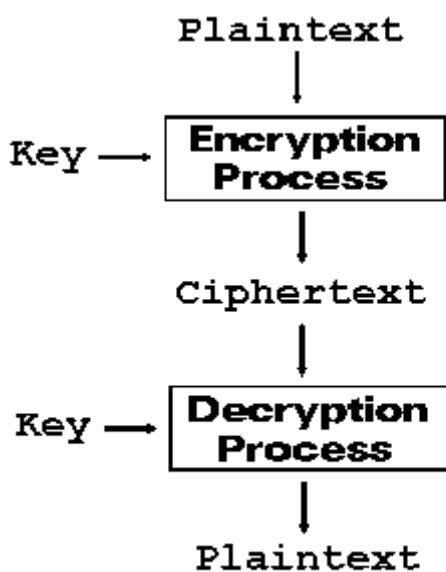 Plaintext
Key
Encryption
Process
Ciphertext
Key
Decryption
Process
Plaintext